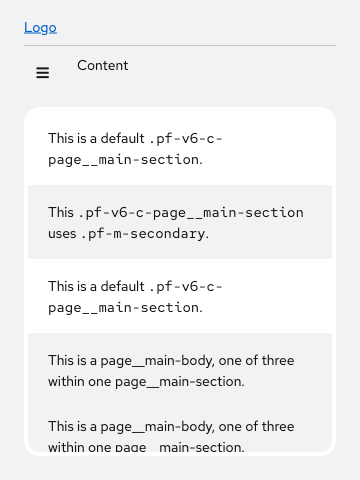 Logo
Content
This is a default .pf-v6-c-
page__main-section.
This .pf-v6-c-page__main-section
uses .pf-m-secondary.
This is a default .pf-v6-c-
page__main-section.
This is a page__main-body, one of three
within one page__main-section.
This is a page__main-body, one of three
within one page__main-section.